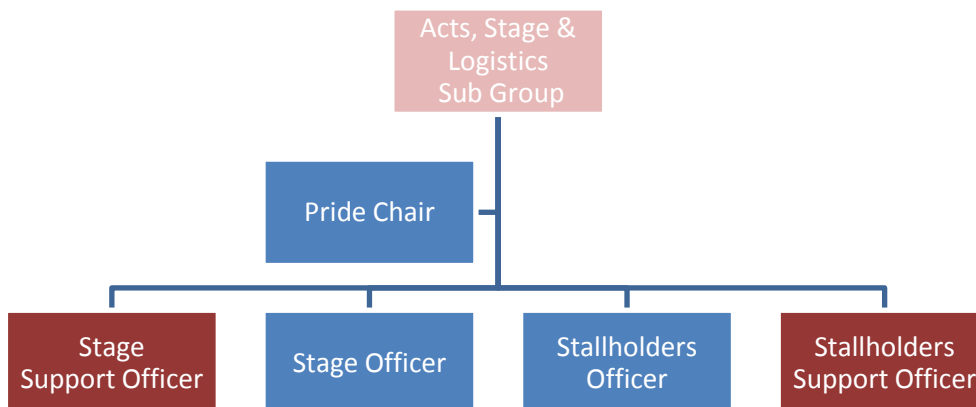 Acts, Stage &
Logistics
Sub Group
Pride Chair
Stage
Support Officer
Stage Officer
Stallholders
Officer
Stallholders
Support Officer